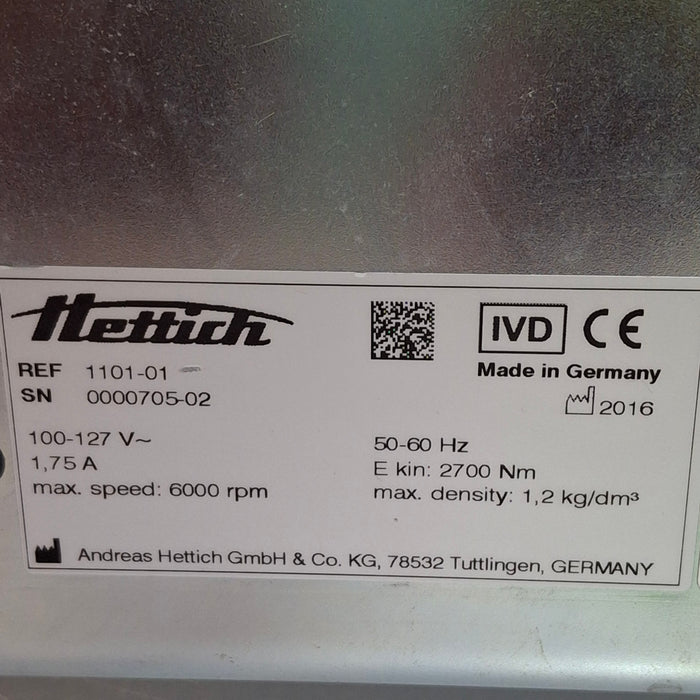 Hettich
IVD CE
REF 1101-01
Made in Germany
SN 0000705-02
2016
100-127 V~
50-60 Hz
1,75 A
E kin: 2700 Nm
max. speed: 6000 rpm
max. density: 1,2 kg/dm³
Andreas Hettich GmbH & Co. KG, 78532 Tuttlingen, GERMANY